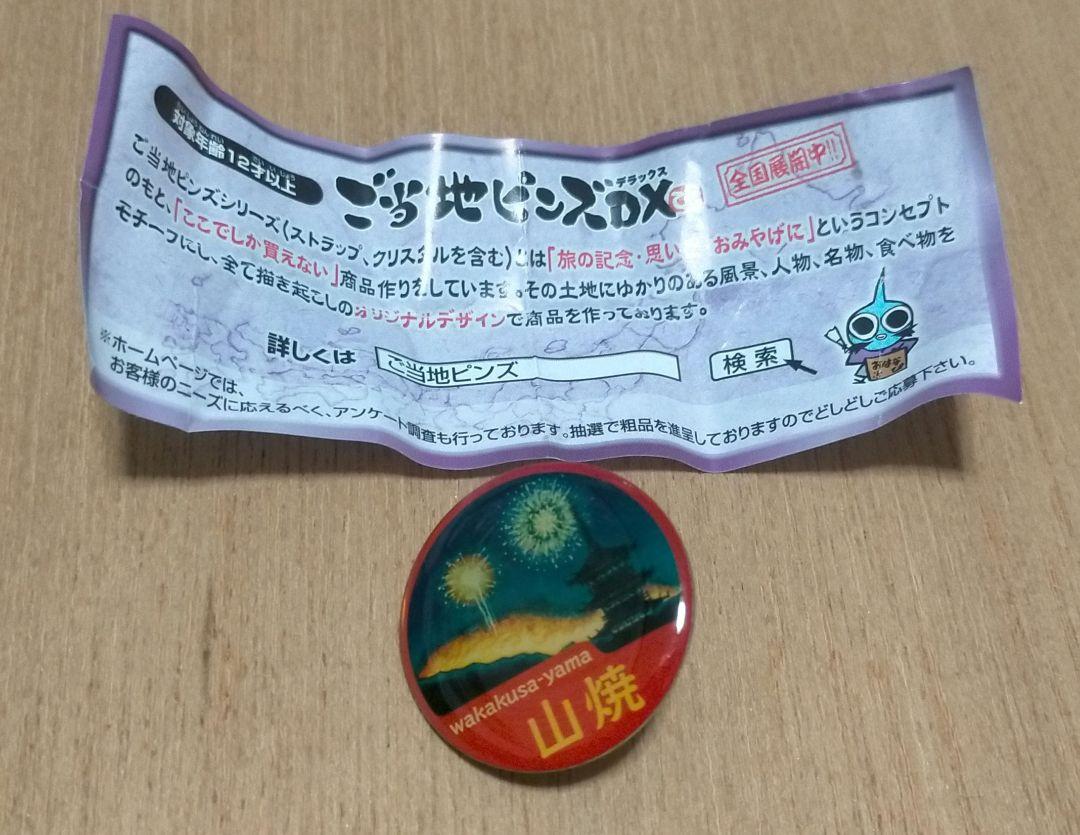 対象年齢12才以上
ご当地ピンズDX
デラックス
全国展開中!!
ご当地ピンズシリーズ(ストラップ、クリスタルを含む)とは「旅の記念・思い おみやげに」というコンセプト
のもと、「ここでしか買えない」商品作りをしています。その土地にゆかりのある風景、人物、名物、食べ物を
モチーフにし、全て描き起こしのオリジナルデザインで商品を作っております。
詳しくは
ご当地ピンズ
検索
※ホームページでは、
お客様のニーズに応えるべく、アンケート調査も行っております。抽選で粗品を進呈しておりますのでどしどしご応募下さい。
wakakusa-yama
山焼